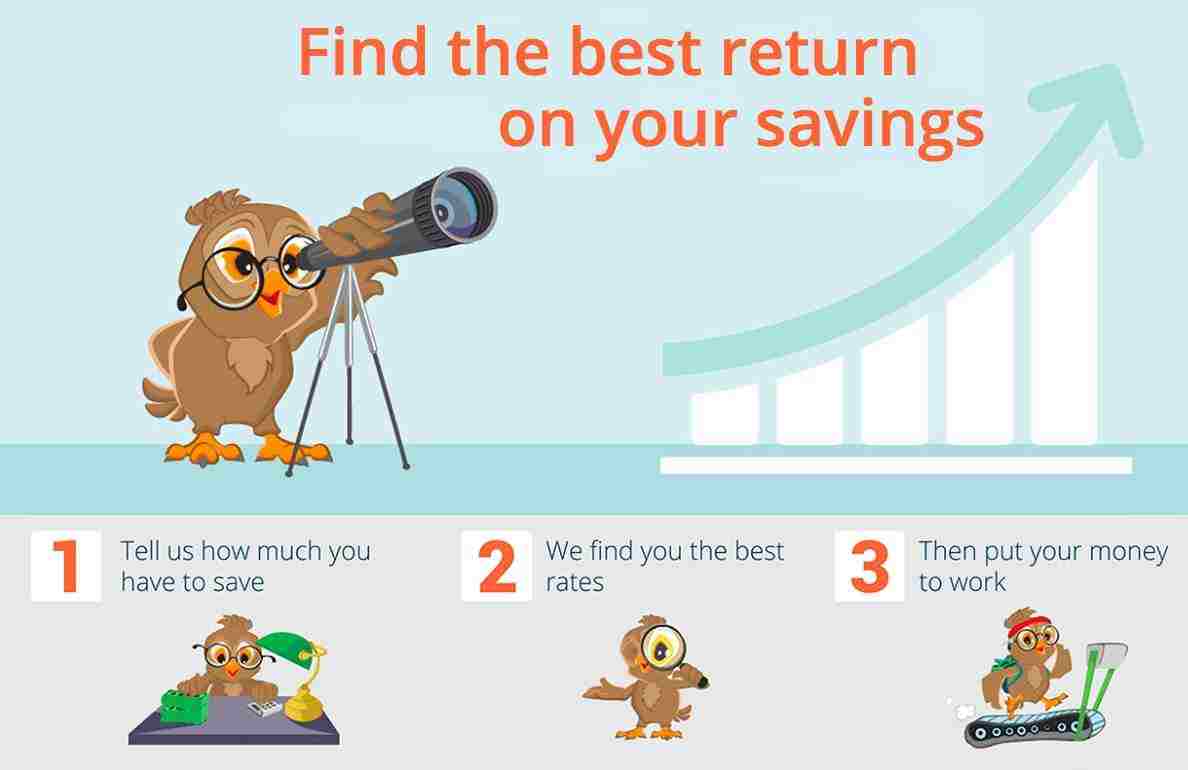 Find the best return
on your savings
1
Tell us how much you
have to save
2
We find you the best
rates
3
Then put your money
to work